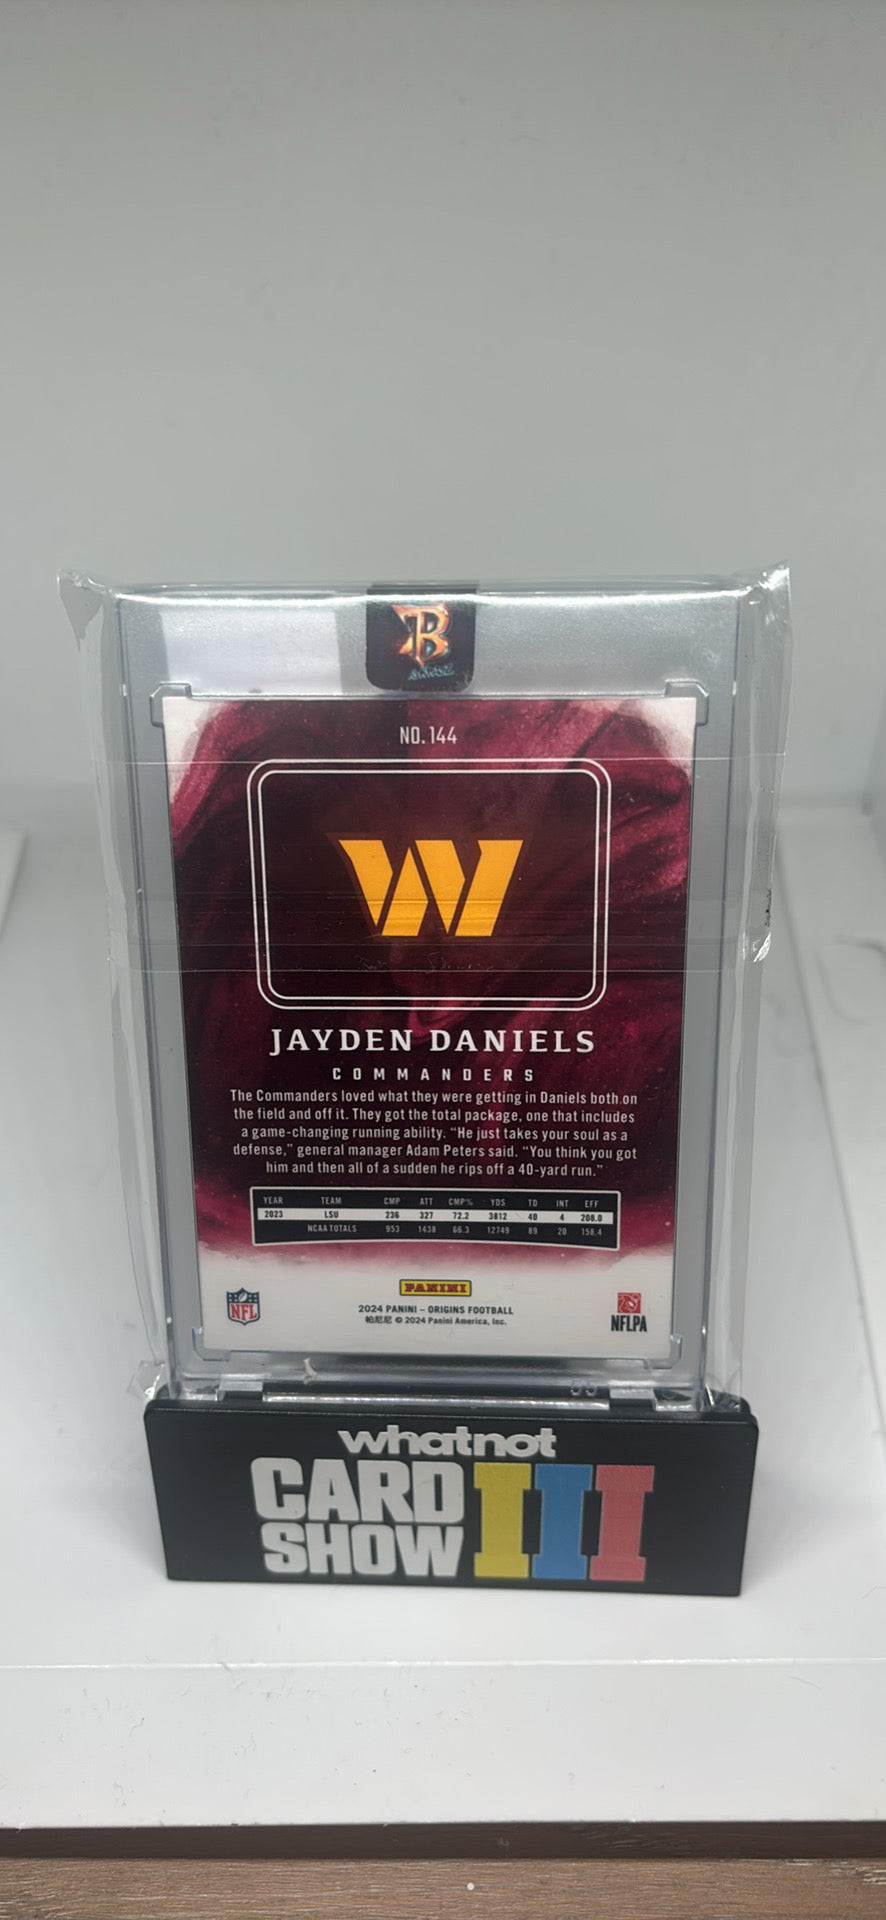 B
NO. 144
W
JAYDEN DANIELS
COMMANDERS
The Commanders loved what they were getting in Daniels both on
the field and off it. They got the total package, one that includes
a game-changing running ability. “He just takes your soul as a
defense,” general manager Adam Peters said. “You think you got
him and then all of a sudden he rips off a 40-yard run.”
YEAR TEAM CMP ATT CMP% YDS TD INT EFF
2023 LSU 236 327 72.2 3812 40 4 208.0
NCAA TOTALS 953 1438 66.3 12749 89 20 158.4
PANINI
NFL
2024 PANINI – ORIGINS FOOTBALL
帕尼尼 © 2024 Panini America, Inc.
NFLPA
whatnot
CARD
SHOW III